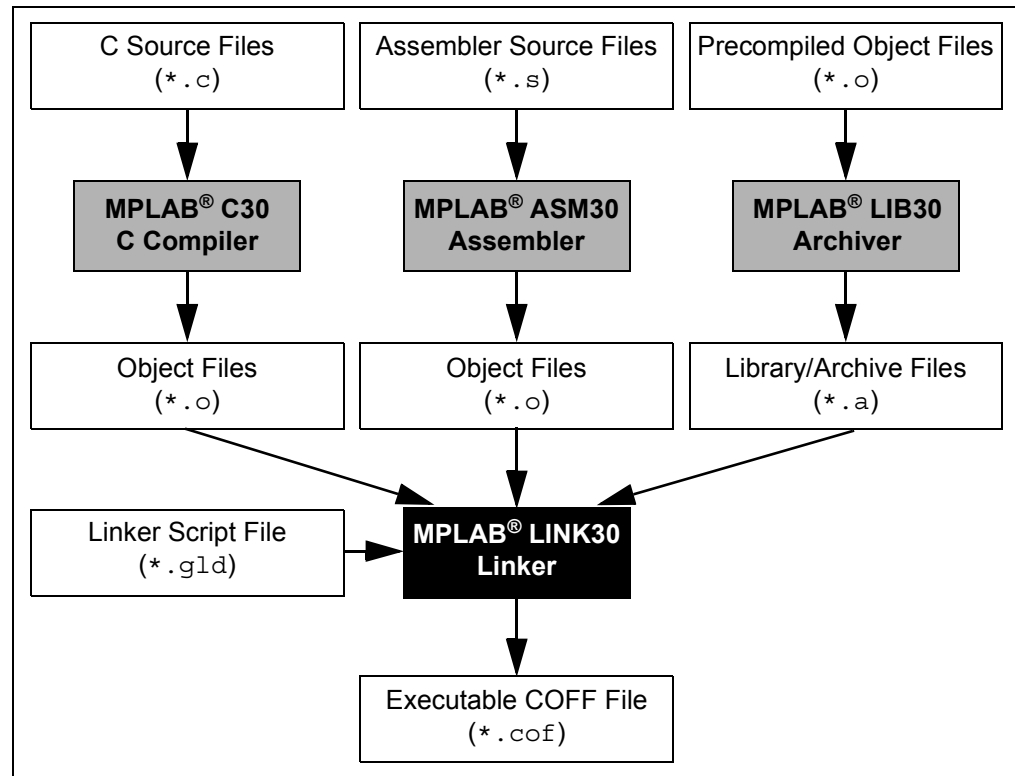 C Source Files
(*.c)
Assembler Source Files
(*.s)
Precompiled Object Files
(*.o)
MPLAB® C30
C Compiler
MPLAB® ASM30
Assembler
MPLAB® LIB30
Archiver
Object Files
(*.o)
Object Files
(*.o)
Library/Archive Files
(*.a)
Linker Script File
(*.gld)
MPLAB® LINK30
Linker
Executable COFF File
(*.cof)